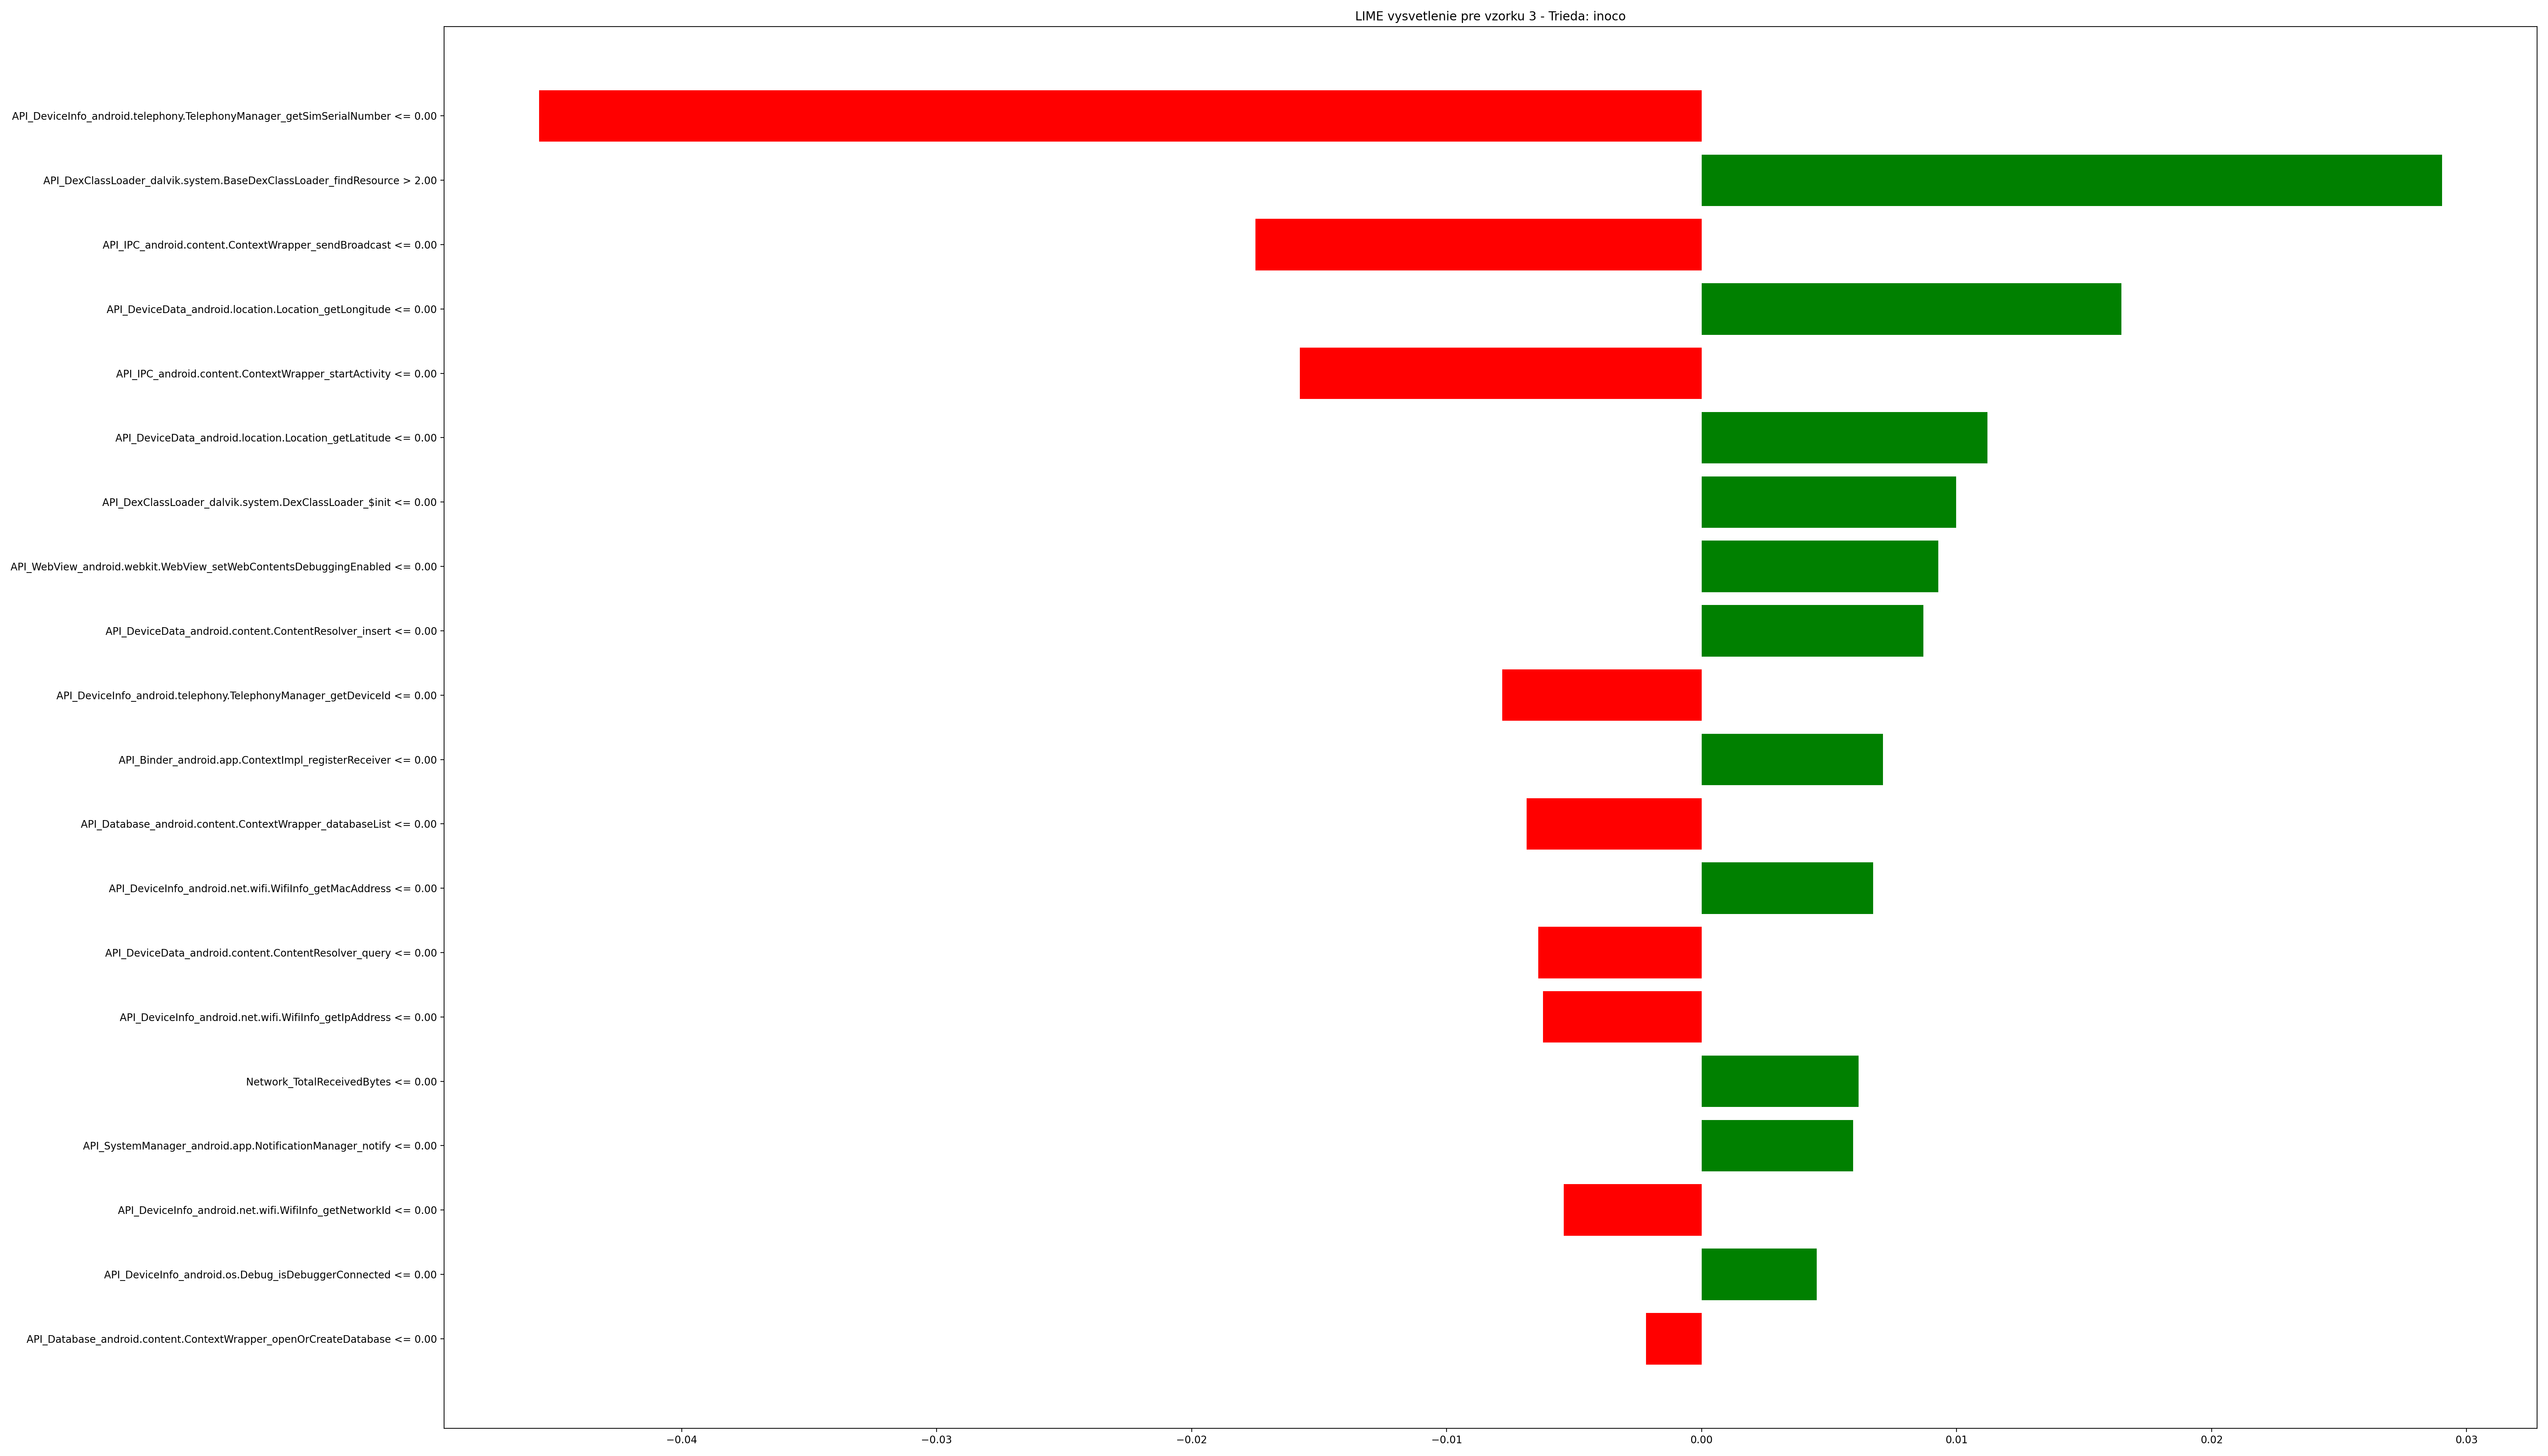 LIME vysvetlenie pre vzorku 3 - Trieda: inoco
API_DeviceInfo_android.telephony.TelephonyManager_getSimSerialNumber <= 0.00
API_DexClassLoader_dalvik.system.BaseDexClassLoader_findResource > 2.00
API_IPC_android.content.ContextWrapper_sendBroadcast <= 0.00
API_DeviceData_android.location.Location_getLongitude <= 0.00
API_IPC_android.content.ContextWrapper_startActivity <= 0.00
API_DeviceData_android.location.Location_getLatitude <= 0.00
API_DexClassLoader_dalvik.system.DexClassLoader_$init <= 0.00
API_WebView_android.webkit.WebView_setWebContentsDebuggingEnabled <= 0.00
API_DeviceData_android.content.ContentResolver_insert <= 0.00
API_DeviceInfo_android.telephony.TelephonyManager_getDeviceId <= 0.00
API_Binder_android.app.ContextImpl_registerReceiver <= 0.00
API_Database_android.content.ContextWrapper_databaseList <= 0.00
API_DeviceInfo_android.net.wifi.WifiInfo_getMacAddress <= 0.00
API_DeviceData_android.content.ContentResolver_query <= 0.00
API_DeviceInfo_android.net.wifi.WifiInfo_getIpAddress <= 0.00
Network_TotalReceivedBytes <= 0.00
API_SystemManager_android.app.NotificationManager_notify <= 0.00
API_DeviceInfo_android.net.wifi.WifiInfo_getNetworkId <= 0.00
API_DeviceInfo_android.os.Debug_isDebuggerConnected <= 0.00
API_Database_android.content.ContextWrapper_openOrCreateDatabase <= 0.00
−0.04 −0.03 −0.02 −0.01 0.00 0.01 0.02 0.03